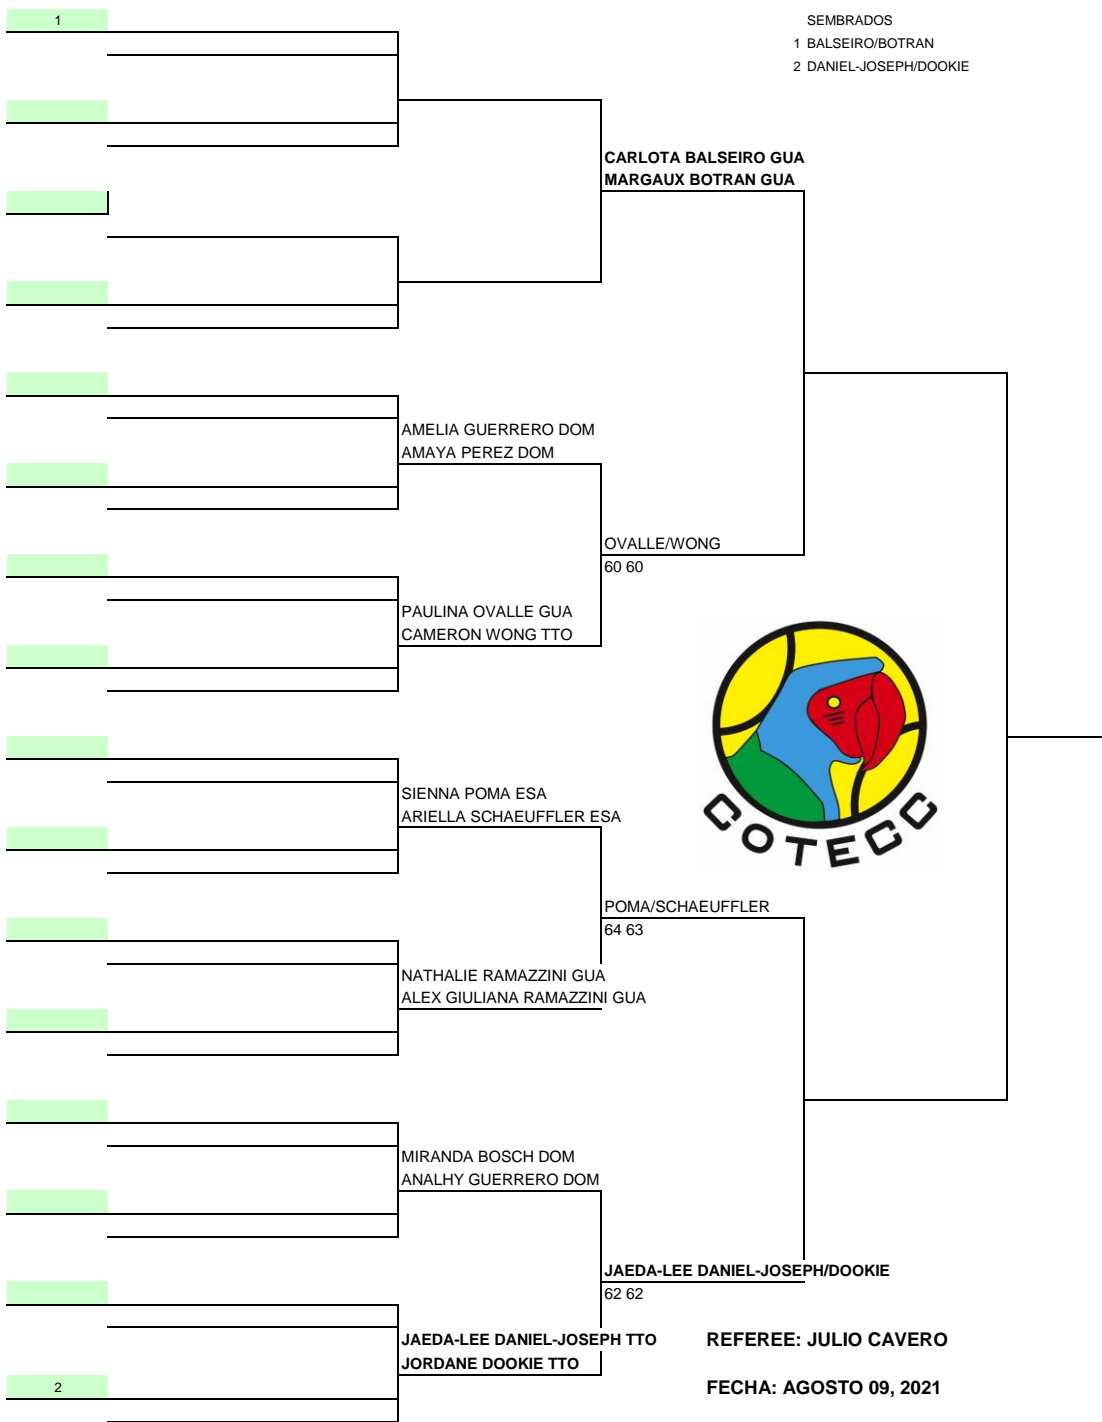 1
SEMBRADOS
1 BALSEIRO/BOTRAN
2 DANIEL-JOSEPH/DOOKIE
CARLOTA BALSEIRO GUA
MARGAUX BOTRAN GUA
AMELIA GUERRERO DOM
AMAYA PEREZ DOM
OVALLE/WONG
60 60
PAULINA OVALLE GUA
CAMERON WONG TTO
SIENNA POMA ESA
ARIELLA SCHAEUFFLER ESA
COTECC
POMA/SCHAEUFFLER
64 63
NATHALIE RAMAZZINI GUA
ALEX GIULIANA RAMAZZINI GUA
MIRANDA BOSCH DOM
ANALHY GUERRERO DOM
JAEDA-LEE DANIEL-JOSEPH/DOOKIE
62 62
JAEDA-LEE DANIEL-JOSEPH TTO
JORDANE DOOKIE TTO
REFEREE: JULIO CAVERO
2
FECHA: AGOSTO 09, 2021